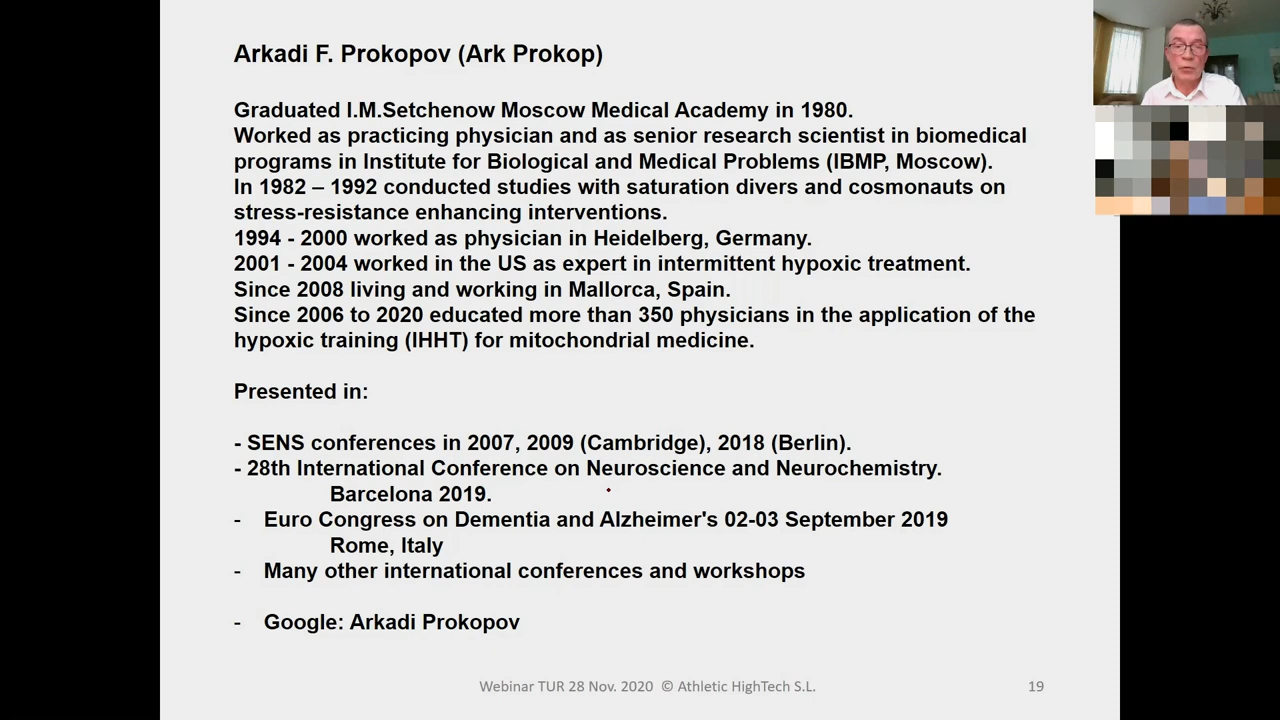 Arkadi F. Prokopov (Ark Prokop)
Graduated I.M.Setchenow Moscow Medical Academy in 1980.
Worked as practicing physician and as senior research scientist in biomedical
programs in Institute for Biological and Medical Problems (IBMP, Moscow).
In 1982 – 1992 conducted studies with saturation divers and cosmonauts on
stress-resistance enhancing interventions.
1994 - 2000 worked as physician in Heidelberg, Germany.
2001 - 2004 worked in the US as expert in intermittent hypoxic treatment.
Since 2008 living and working in Mallorca, Spain.
Since 2006 to 2020 educated more than 350 physicians in the application of the
hypoxic training (IHHT) for mitochondrial medicine.
Presented in:
- SENS conferences in 2007, 2009 (Cambridge), 2018 (Berlin).
- 28th International Conference on Neuroscience and Neurochemistry.
Barcelona 2019.
- Euro Congress on Dementia and Alzheimer's 02-03 September 2019
Rome, Italy
- Many other international conferences and workshops
- Google: Arkadi Prokopov
Webinar TUR 28 Nov. 2020 © Athletic HighTech S.L. 19